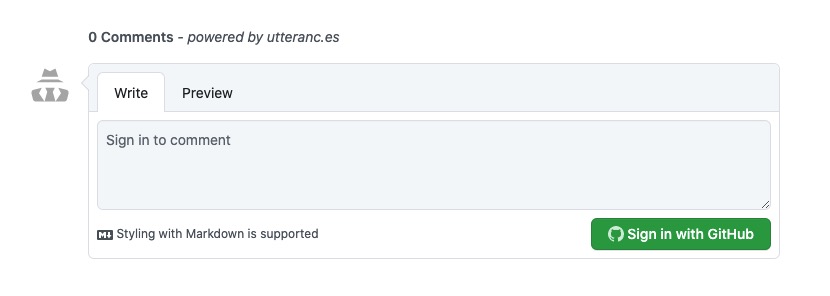 0 Comments - powered by utteranc.es
Write Preview
Sign in to comment
M↓ Styling with Markdown is supported
Sign in with GitHub